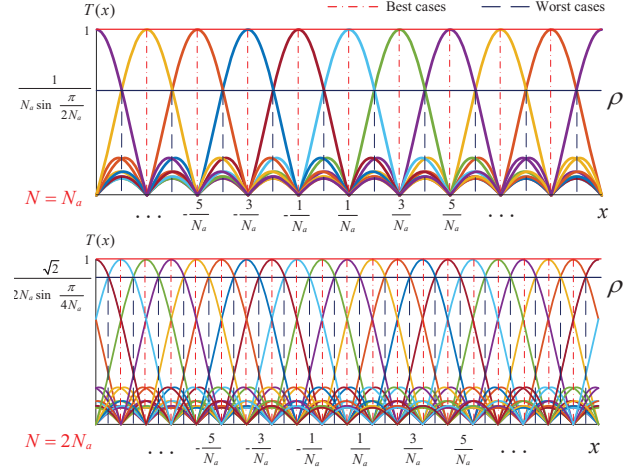 T(x)
Best cases
Worst cases
1
1
N_a sin π/2N_a
ρ
N = N_a
· · ·
-5/N_a
-3/N_a
-1/N_a
1/N_a
3/N_a
5/N_a
· · ·
x
T(x)
1
√2
2N_a sin π/4N_a
ρ
N = 2N_a
· · ·
-5/N_a
-3/N_a
-1/N_a
1/N_a
3/N_a
5/N_a
· · ·
x